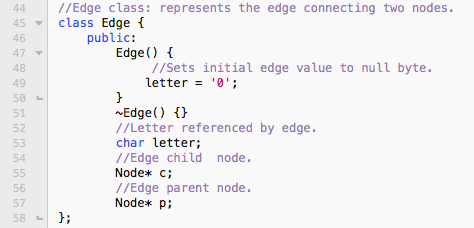 44 //Edge class: represents the edge connecting two nodes.
45 class Edge {
46 public:
47 Edge() {
48 //Sets initial edge value to null byte.
49 letter = '0';
50 }
51 ~Edge() {}
52 //Letter referenced by edge.
53 char letter;
54 //Edge child  node.
55 Node* c;
56 //Edge parent node.
57 Node* p;
58 };